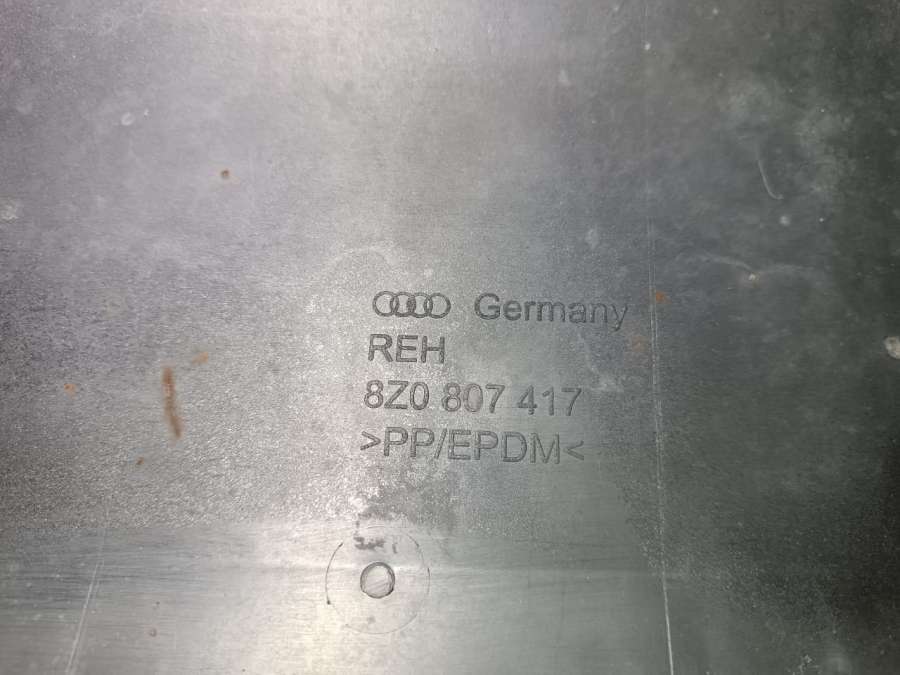 Germany
REH
8Z0 807 417
>PP/EPDM<